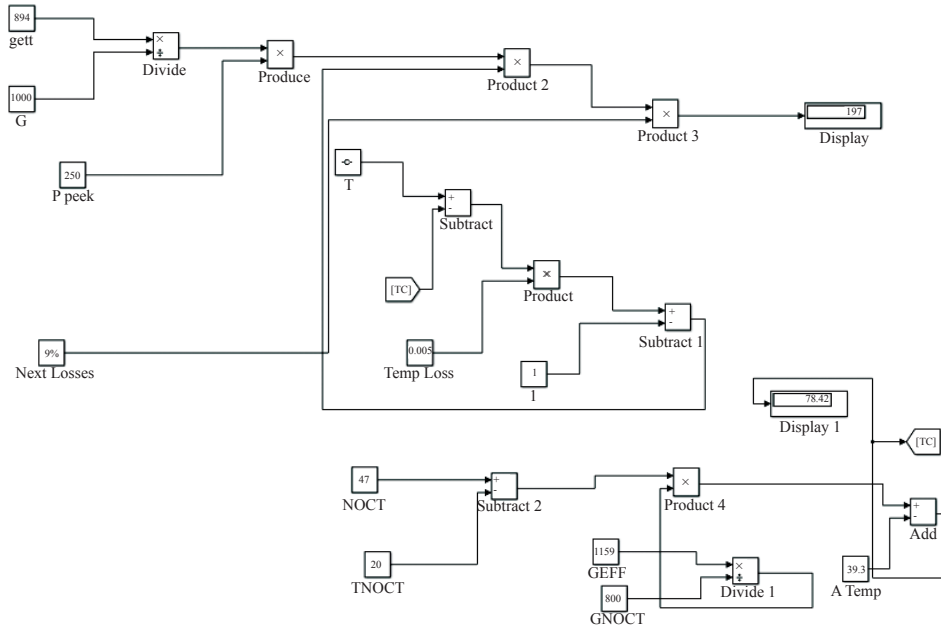 894
gett
×
÷
Divide
1000
G
×
Produce
×
Product 2
×
Product 3
197
Display
250
P peek
T
+
-
Subtract
[TC]
×
Product
+
-
Subtract 1
9%
Next Losses
0.005
Temp Loss
1
1
78.42
Display 1
[TC]
47
NOCT
+
-
Subtract 2
×
Product 4
+
-
Add
20
TNOCT
1159
GEFF
×
÷
Divide 1
800
GNOCT
39.3
A Temp